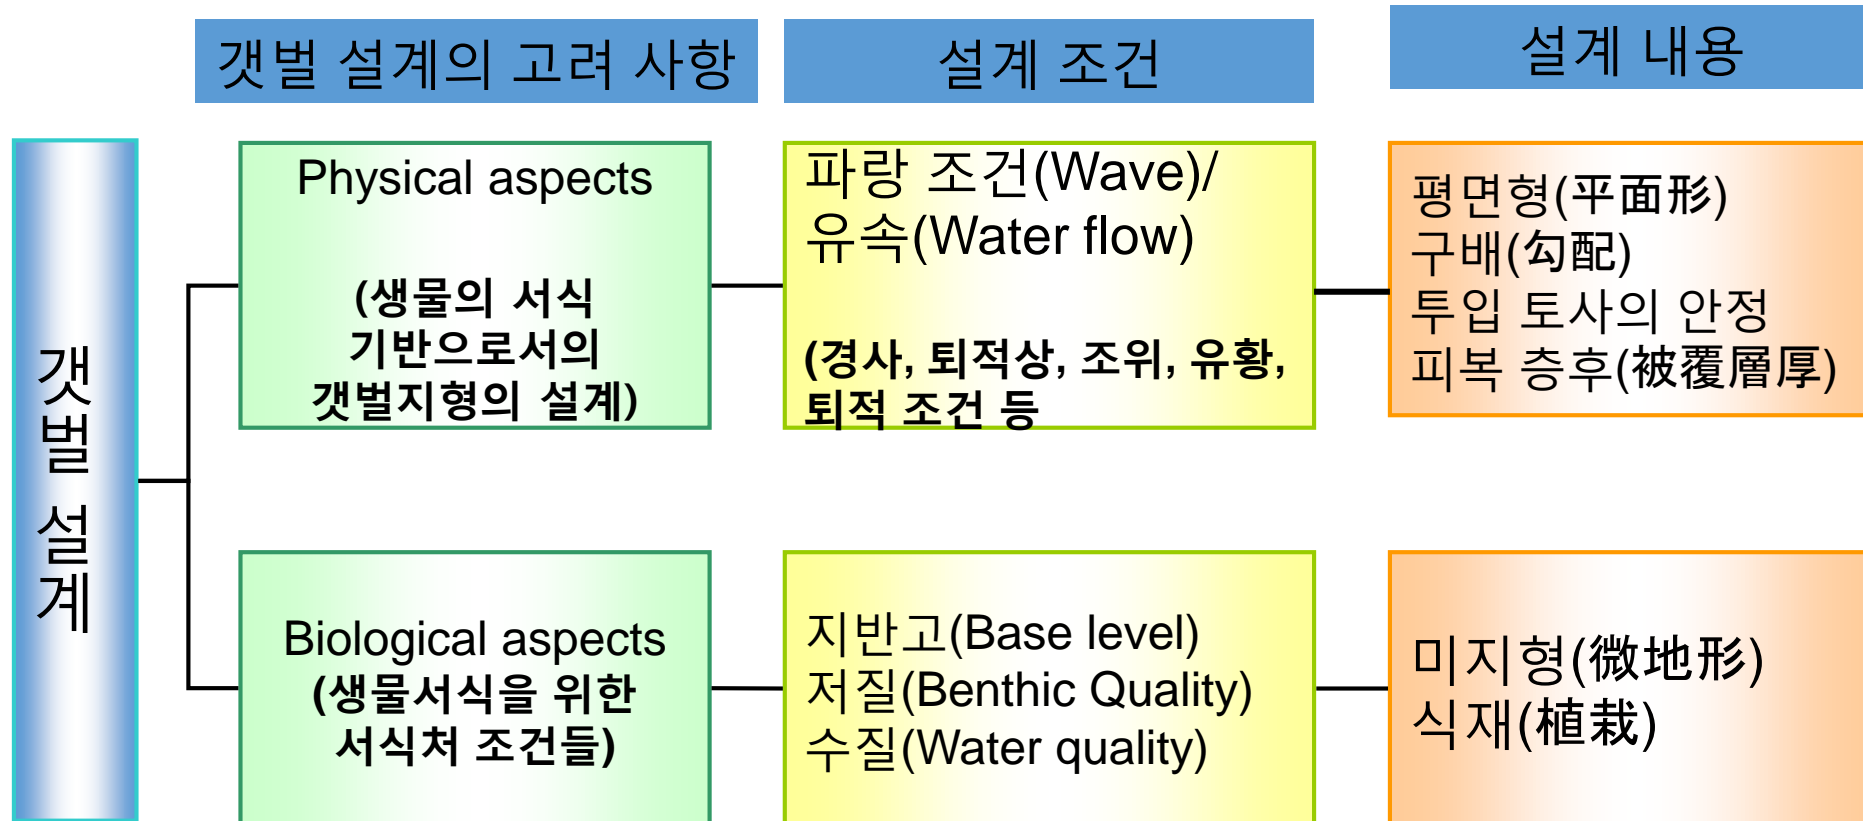 갯벌 설계의 고려 사항
설계 조건
설계 내용
갯벌 설계
Physical aspects
(생물의 서식
기반으로서의
갯벌지형의 설계)
파랑 조건(Wave)/
유속(Water flow)
(경사, 퇴적상, 조위, 유황,
퇴적 조건 등
평면형(平面形)
구배(勾配)
투입 토사의 안정
피복 층후(被覆層厚)
Biological aspects
(생물서식을 위한
서식처 조건들)
지반고(Base level)
저질(Benthic Quality)
수질(Water quality)
미지형(微地形)
식재(植栽)